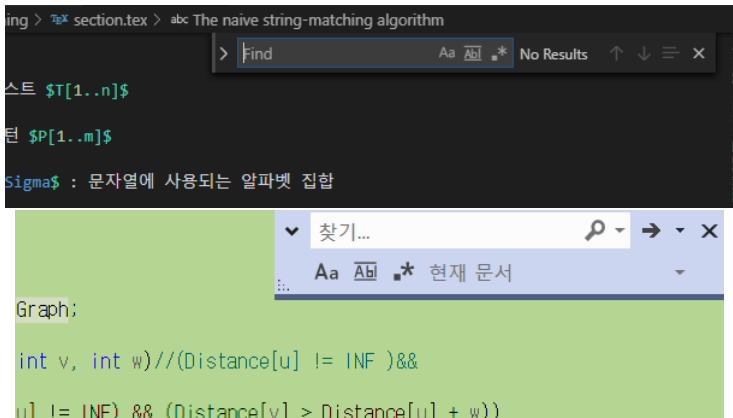 ing > TEX section.tex > abc The naive string-matching algorithm
> Find Aa Abl .* No Results
스트 $T[1..n]$
턴 $P[1..m]$
Sigma$ : 문자열에 사용되는 알파벳 집합
찾기...
Aa Abl .* 현재 문서
Graph;
int v, int w)//(Distance[u] != INF )&&
u] != INF) && (Distance[v] > Distance[u] + w))